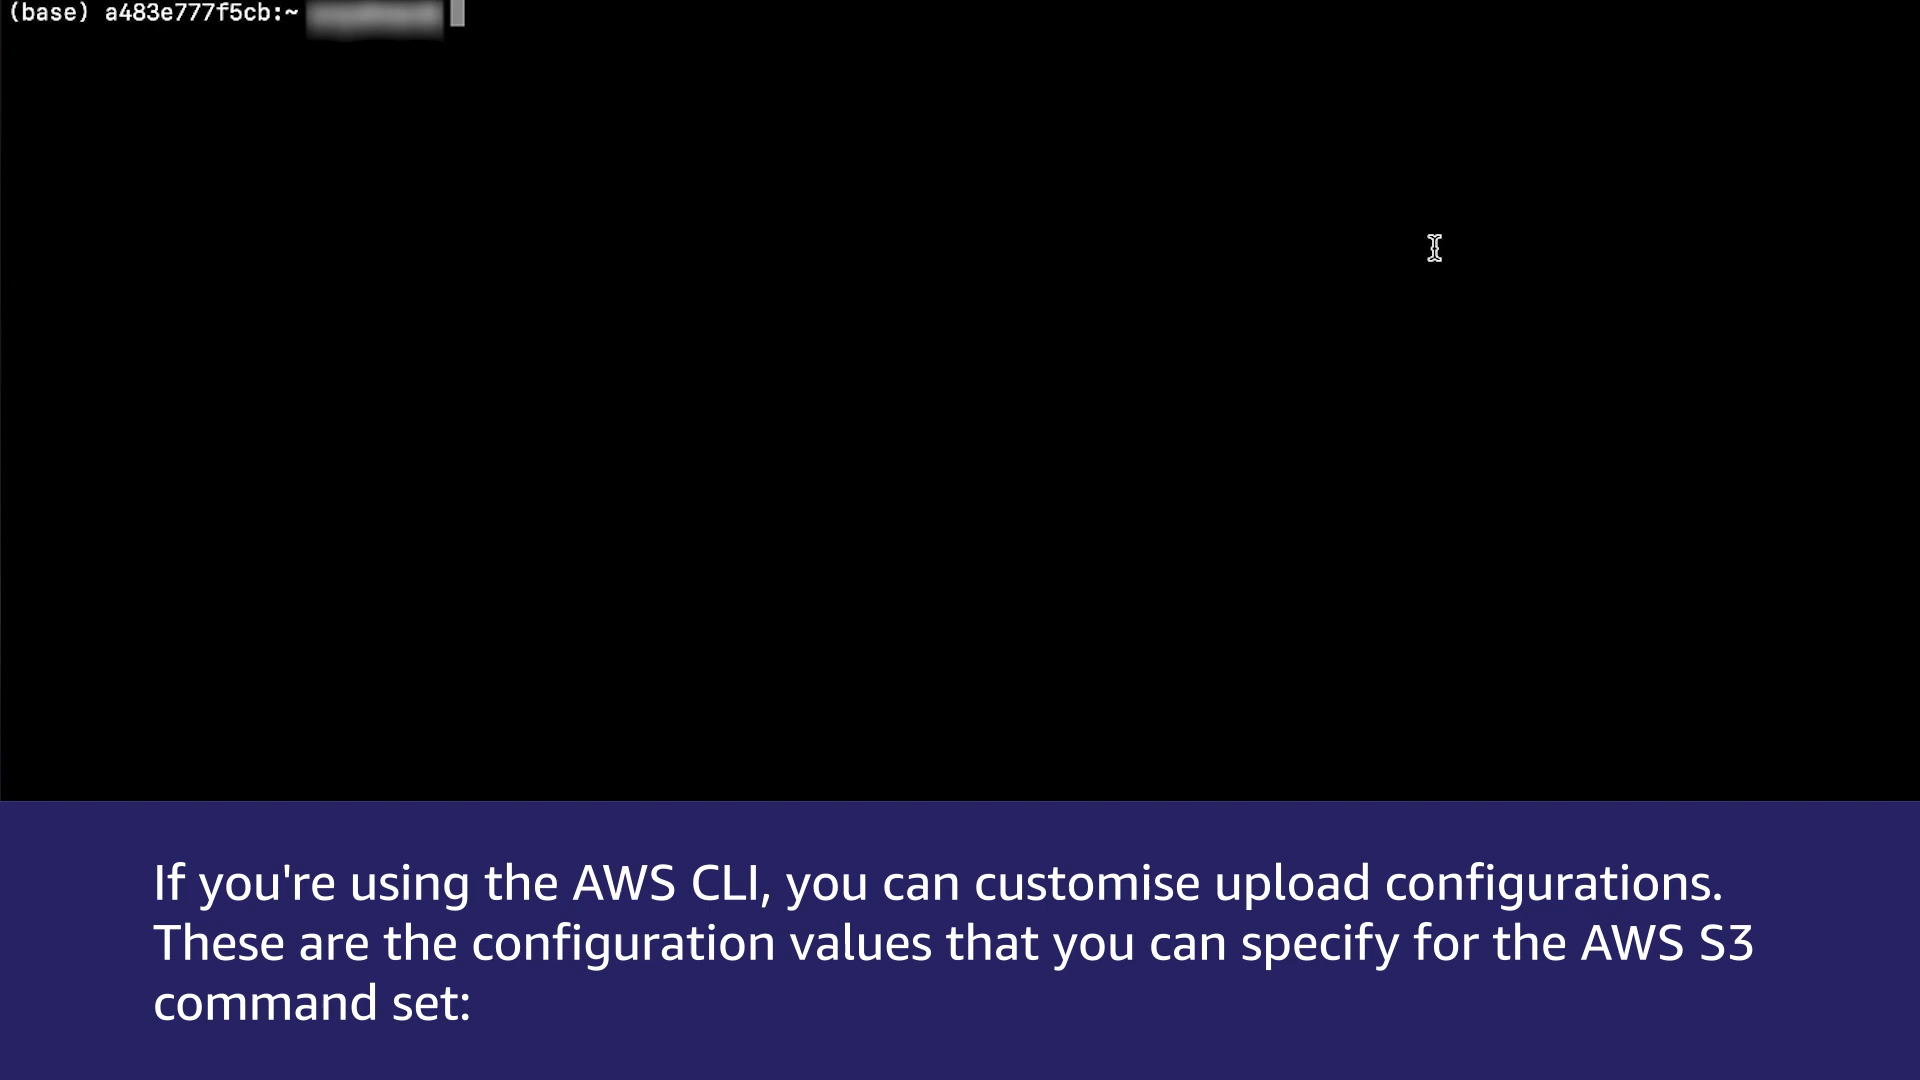 (base) a483e777f5cb:~
If you're using the AWS CLI, you can customise upload configurations.
These are the configuration values that you can specify for the AWS S3
command set: